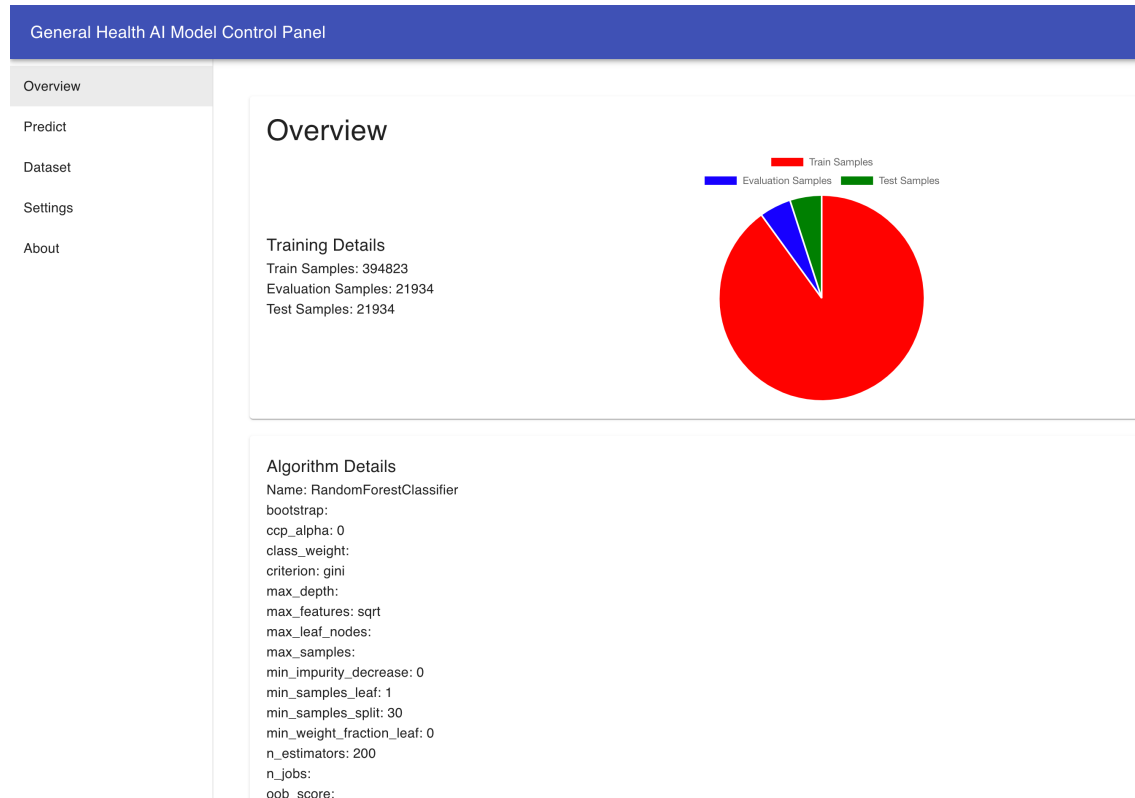 General Health AI Model Control Panel
Overview
Predict
Dataset
Settings
About
Overview
Train Samples
Evaluation Samples Test Samples
Training Details
Train Samples: 394823
Evaluation Samples: 21934
Test Samples: 21934
Algorithm Details
Name: RandomForestClassifier
bootstrap:
ccp_alpha: 0
class_weight:
criterion: gini
max_depth:
max_features: sqrt
max_leaf_nodes:
max_samples:
min_impurity_decrease: 0
min_samples_leaf: 1
min_samples_split: 30
min_weight_fraction_leaf: 0
n_estimators: 200
n_jobs:
oob_score: